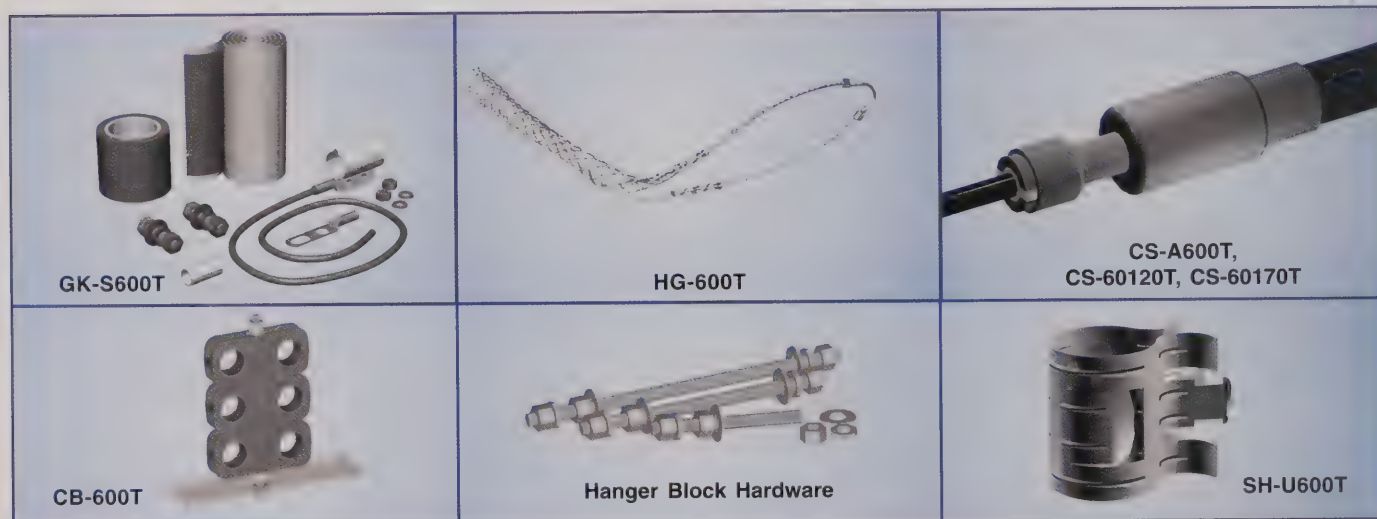 GK-S600T
HG-600T
CS-A600T,
CS-60120T, CS-60170T
CB-600T
Hanger Block Hardware
SH-U600T